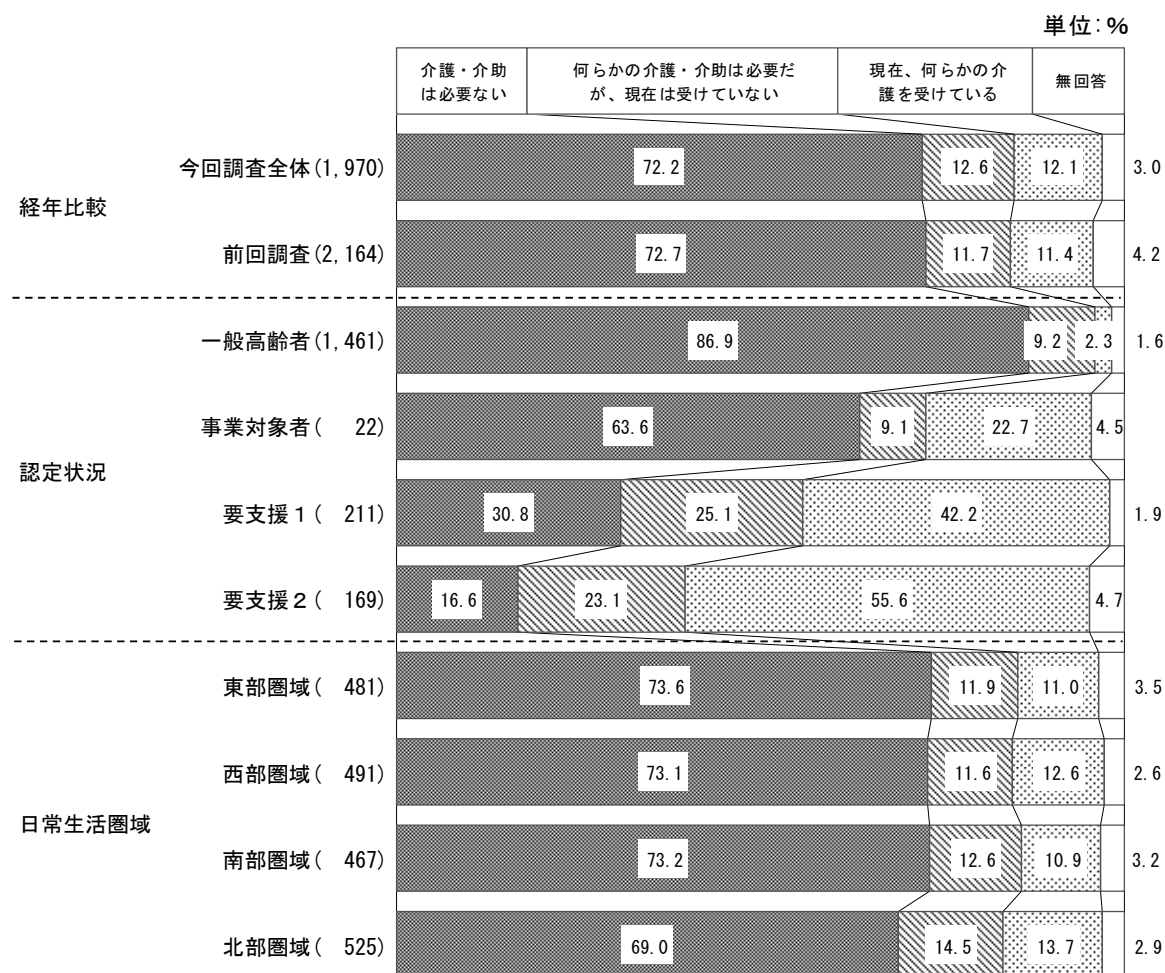 単位：％
介護・介助は必要ない
何らかの介護・介助は必要だが、現在は受けていない
現在、何らかの介護を受けている
無回答
経年比較
今回調査全体(1,970) 72.2 12.6 12.1 3.0
前回調査(2,164) 72.7 11.7 11.4 4.2
認定状況
一般高齢者(1,461) 86.9 9.2 2.3 1.6
事業対象者( 22) 63.6 9.1 22.7 4.5
要支援１( 211) 30.8 25.1 42.2 1.9
要支援２( 169) 16.6 23.1 55.6 4.7
日常生活圏域
東部圏域( 481) 73.6 11.9 11.0 3.5
西部圏域( 491) 73.1 11.6 12.6 2.6
南部圏域( 467) 73.2 12.6 10.9 3.2
北部圏域( 525) 69.0 14.5 13.7 2.9